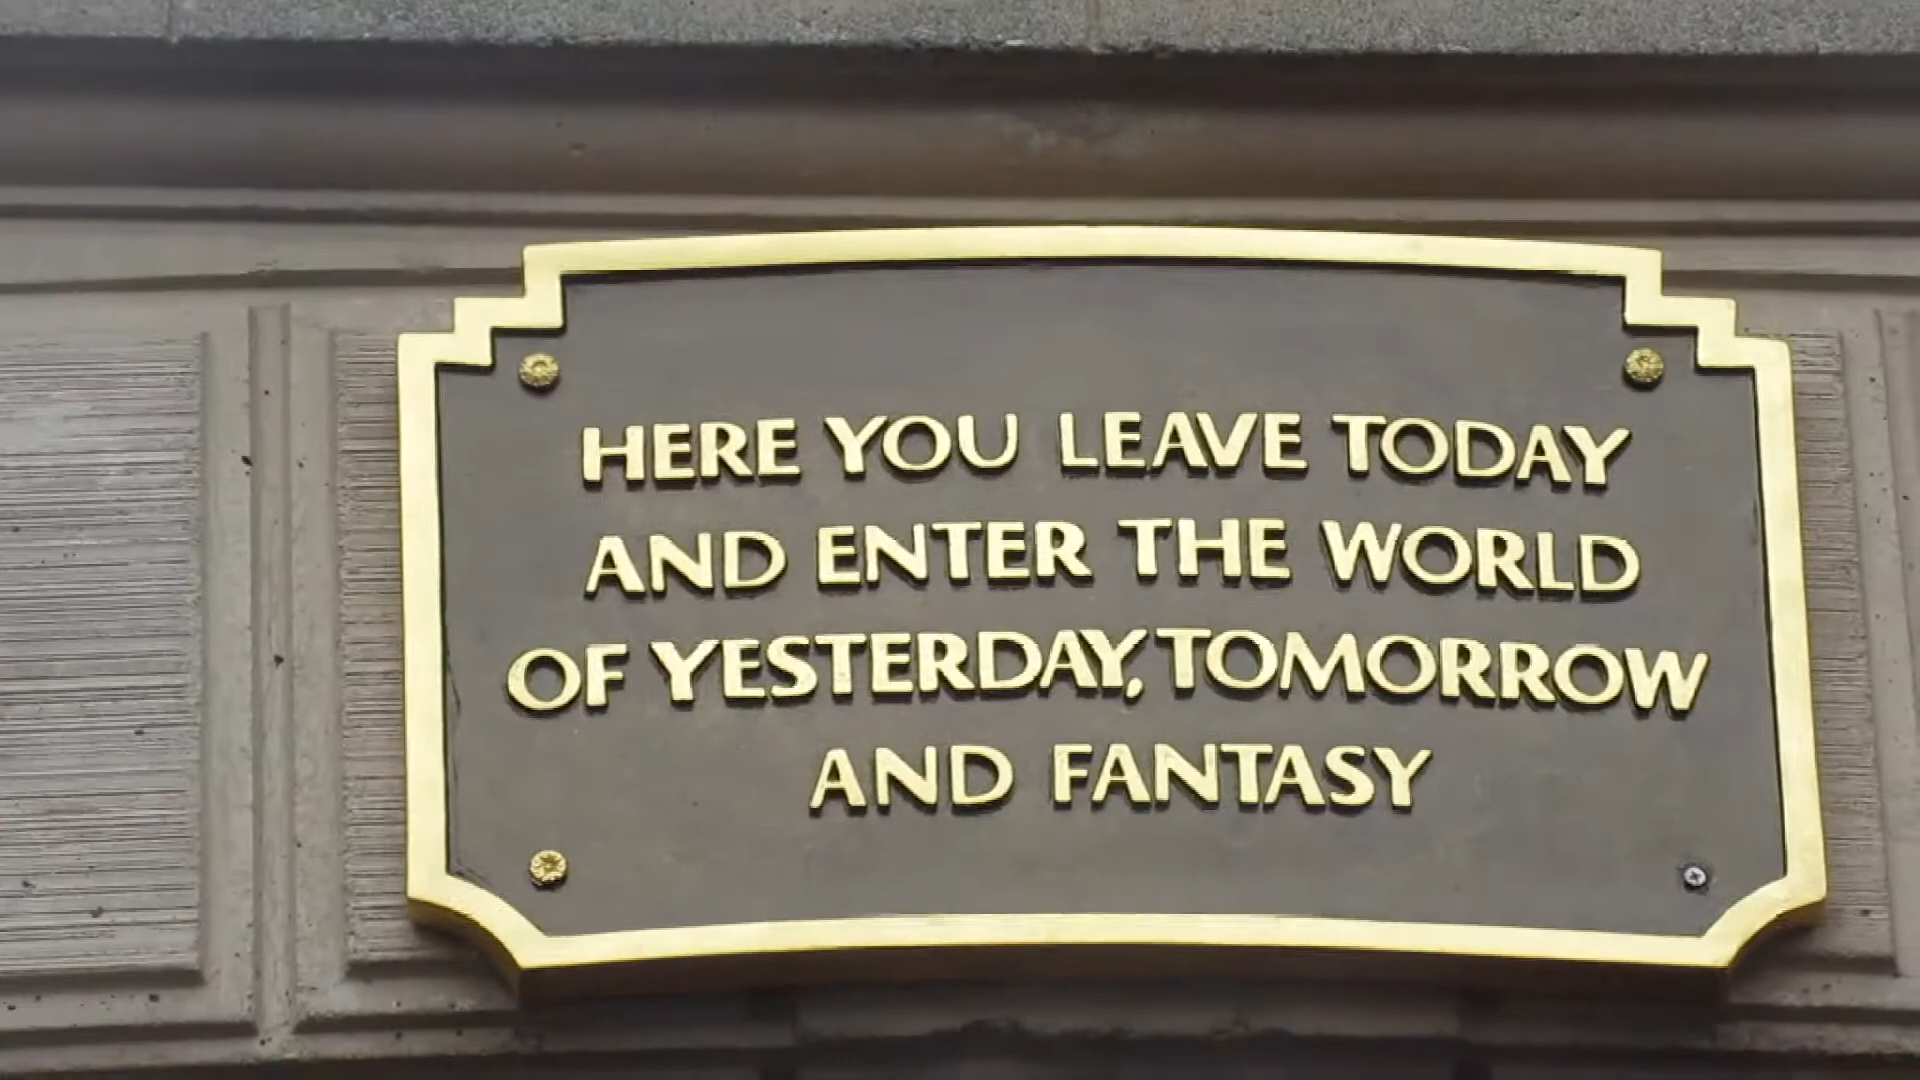 HERE YOU LEAVE TODAY
AND ENTER THE WORLD
OF YESTERDAY, TOMORROW
AND FANTASY